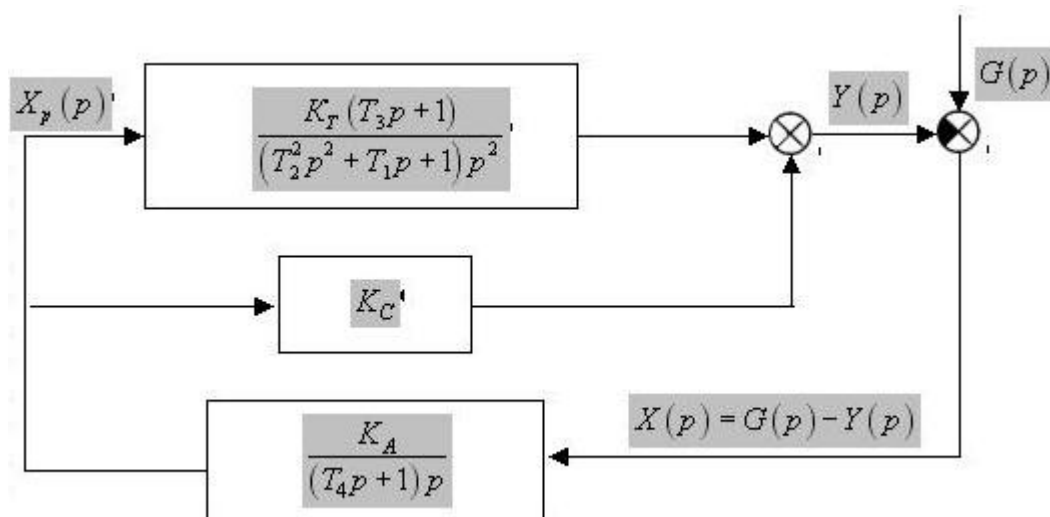 X_p(p)
K_T(T_3p+1)
(T_2^2p^2+T_1p+1)p^2
Y(p)
G(p)
K_C
X(p)=G(p)−Y(p)
K_A
(T_4p+1)p